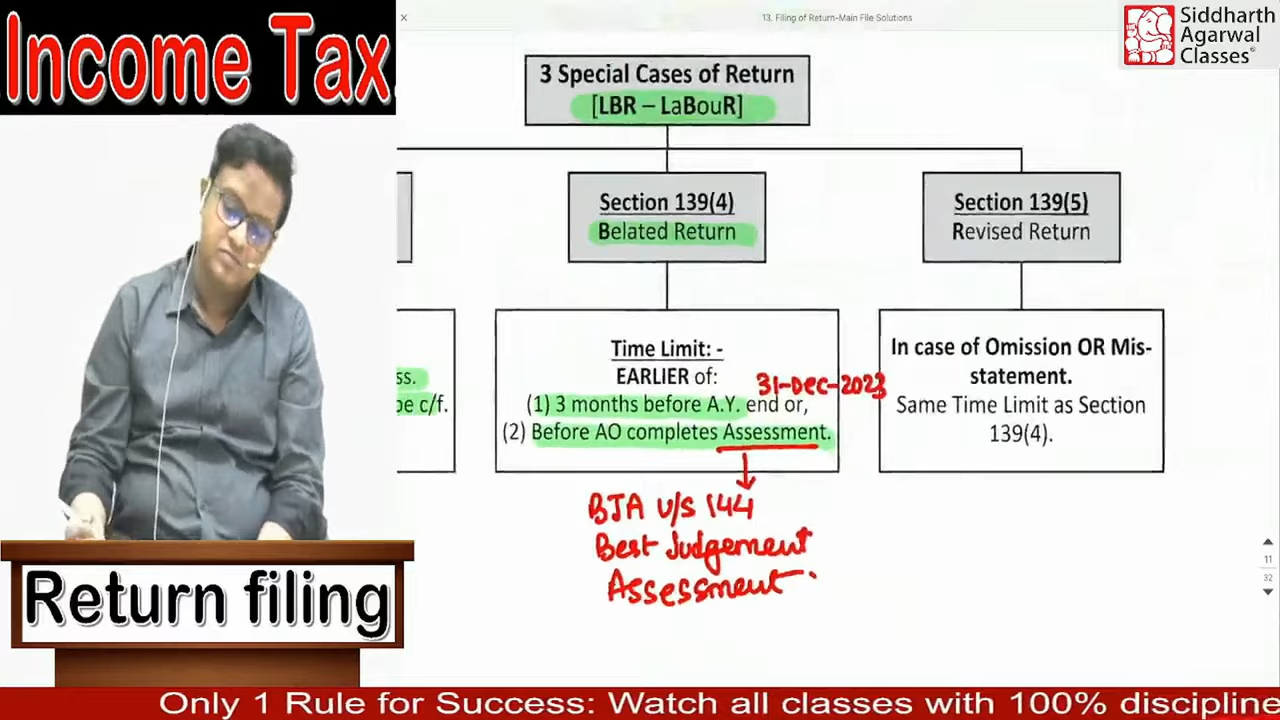 Income Tax.
13. Filing of Return-Main File Solutions
Siddharth
Agarwal
Classes
3 Special Cases of Return
[LBR – LaBouR]
Section 139(4)
Belated Return
Section 139(5)
Revised Return
ss.
be c/f.
Time Limit: -
EARLIER of:
(1) 3 months before A.Y. end or,
(2) Before AO completes Assessment.
31-Dec-2023
In case of Omission OR Mis-
statement.
Same Time Limit as Section
139(4).
BJA u/s 144
Best Judgement
Assessment.
11
32
Return filing
Only 1 Rule for Success: Watch all classes with 100% discipline